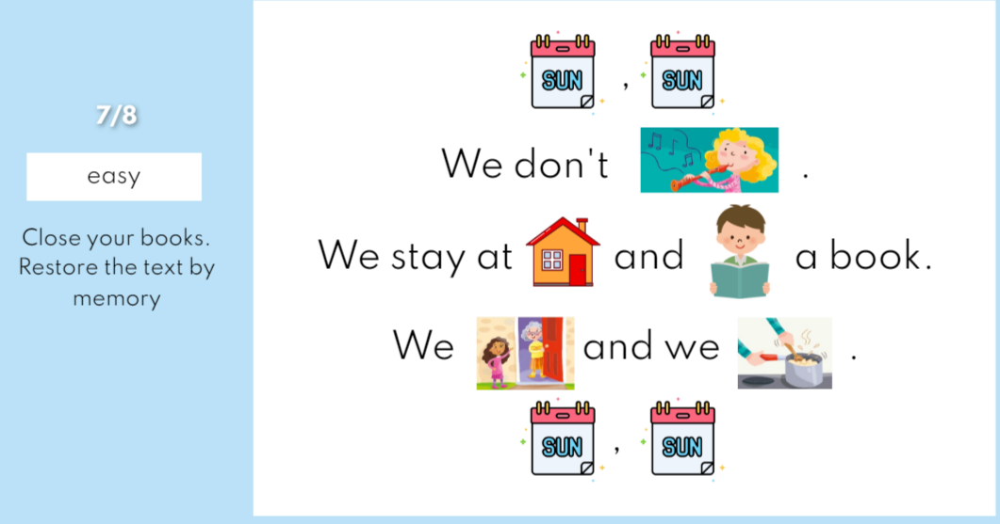 7/8
easy
Close your books.
Restore the text by
memory
SUN , SUN
We don't .
We stay at and a book.
We and we .
SUN , SUN